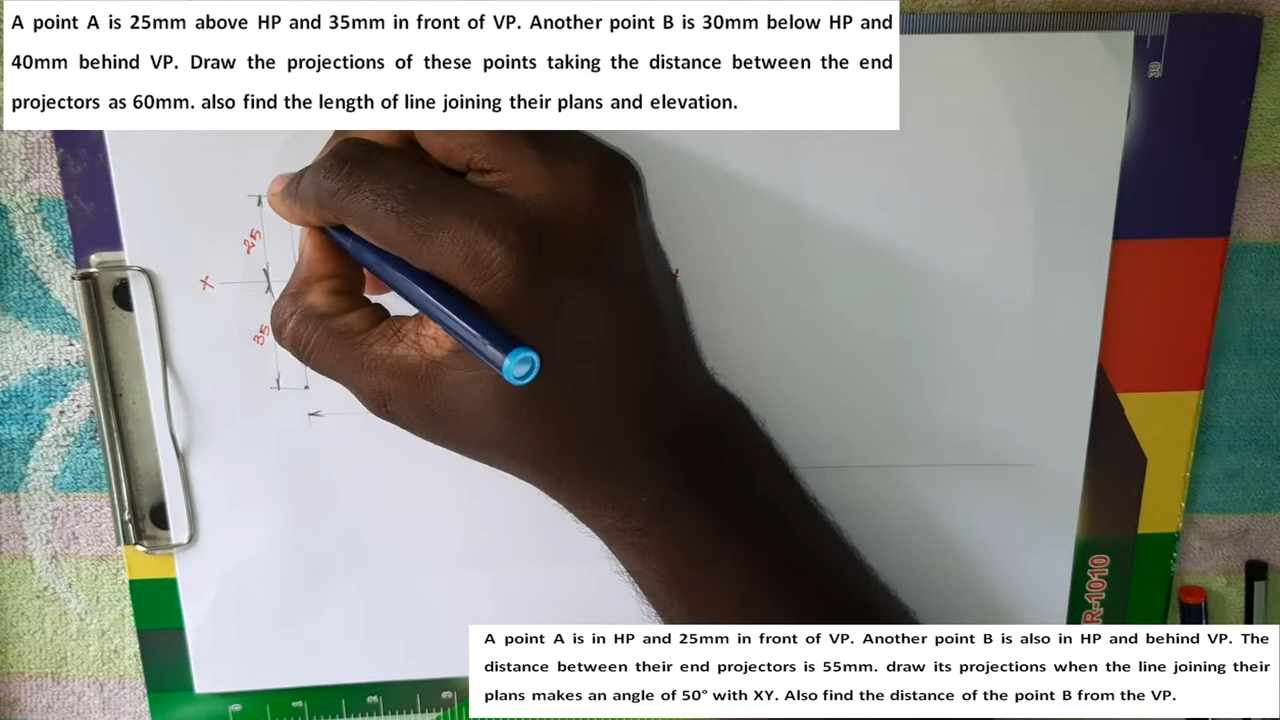 A point A is 25mm above HP and 35mm in front of VP. Another point B is 30mm below HP and
40mm behind VP. Draw the projections of these points taking the distance between the end
projectors as 60mm. also find the length of line joining their plans and elevation.
30
25
X
35
R-1010
A point A is in HP and 25mm in front of VP. Another point B is also in HP and behind VP. The
distance between their end projectors is 55mm. draw its projections when the line joining their
plans makes an angle of 50° with XY. Also find the distance of the point B from the VP.
0